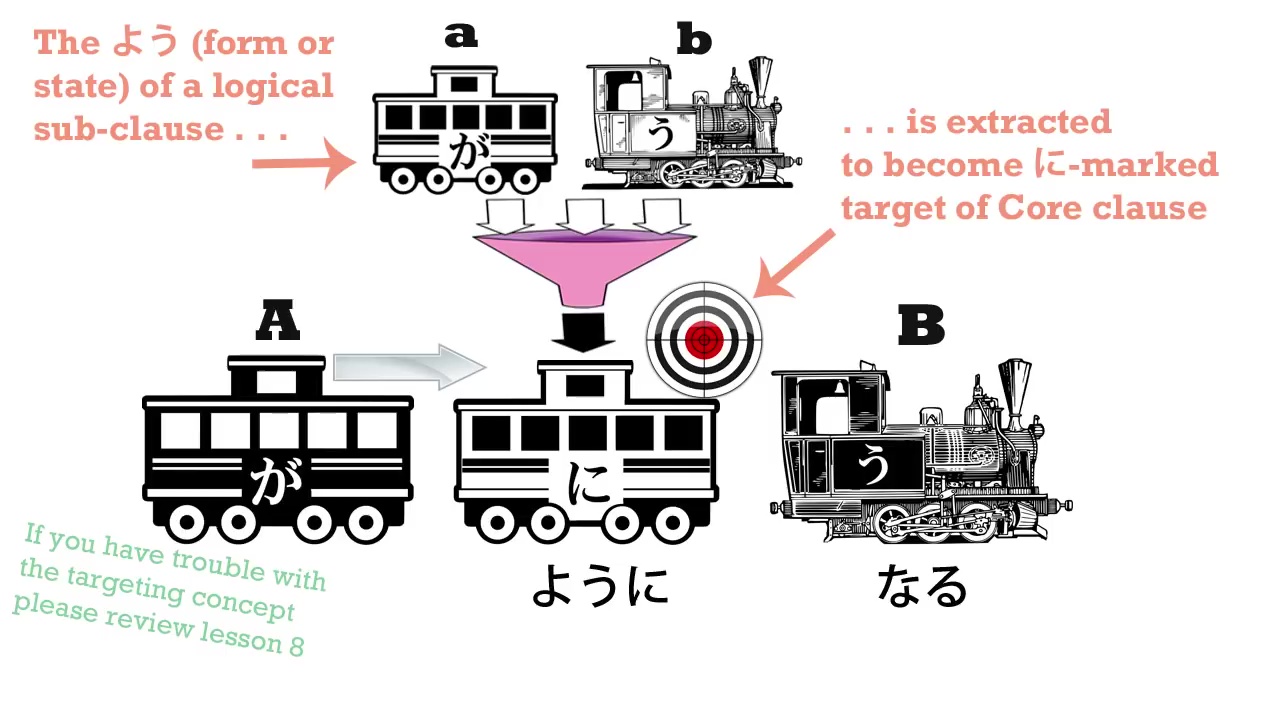 The よう (form or
state) of a logical
sub-clause . . .
a
b
が
う
. . . is extracted
to become に-marked
target of Core clause
A
B
が
に
う
ように
なる
If you have trouble with
the targeting concept
please review lesson 8